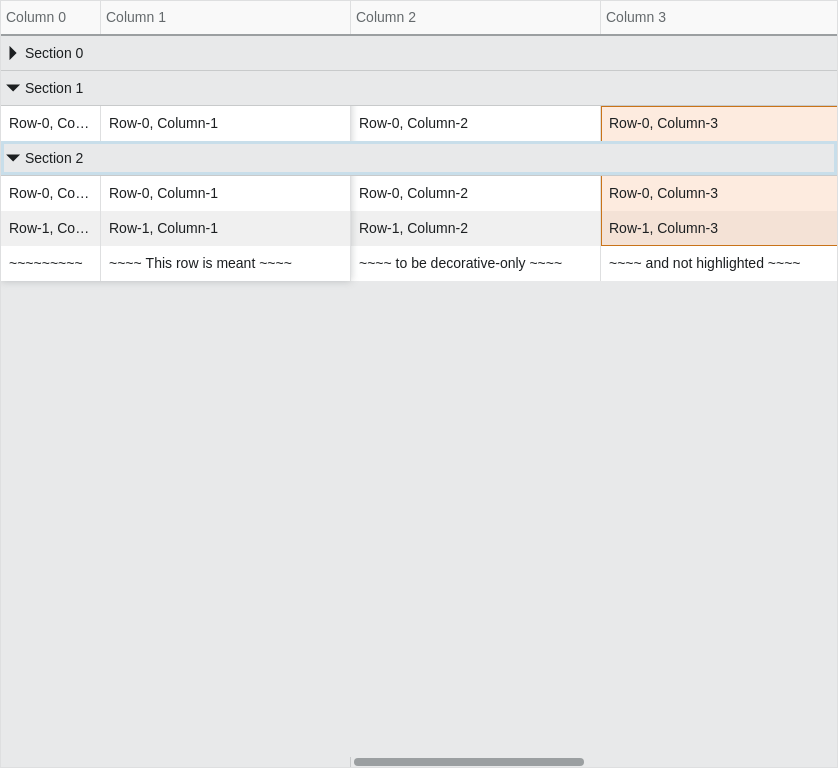 Column 0 Column 1 Column 2 Column 3
Section 0
Section 1
Row-0, Co… Row-0, Column-1 Row-0, Column-2 Row-0, Column-3
Section 2
Row-0, Co… Row-0, Column-1 Row-0, Column-2 Row-0, Column-3
Row-1, Co… Row-1, Column-1 Row-1, Column-2 Row-1, Column-3
~~~~~~~~~ ~~~~ This row is meant ~~~~ ~~~~ to be decorative-only ~~~~ ~~~~ and not highlighted ~~~~